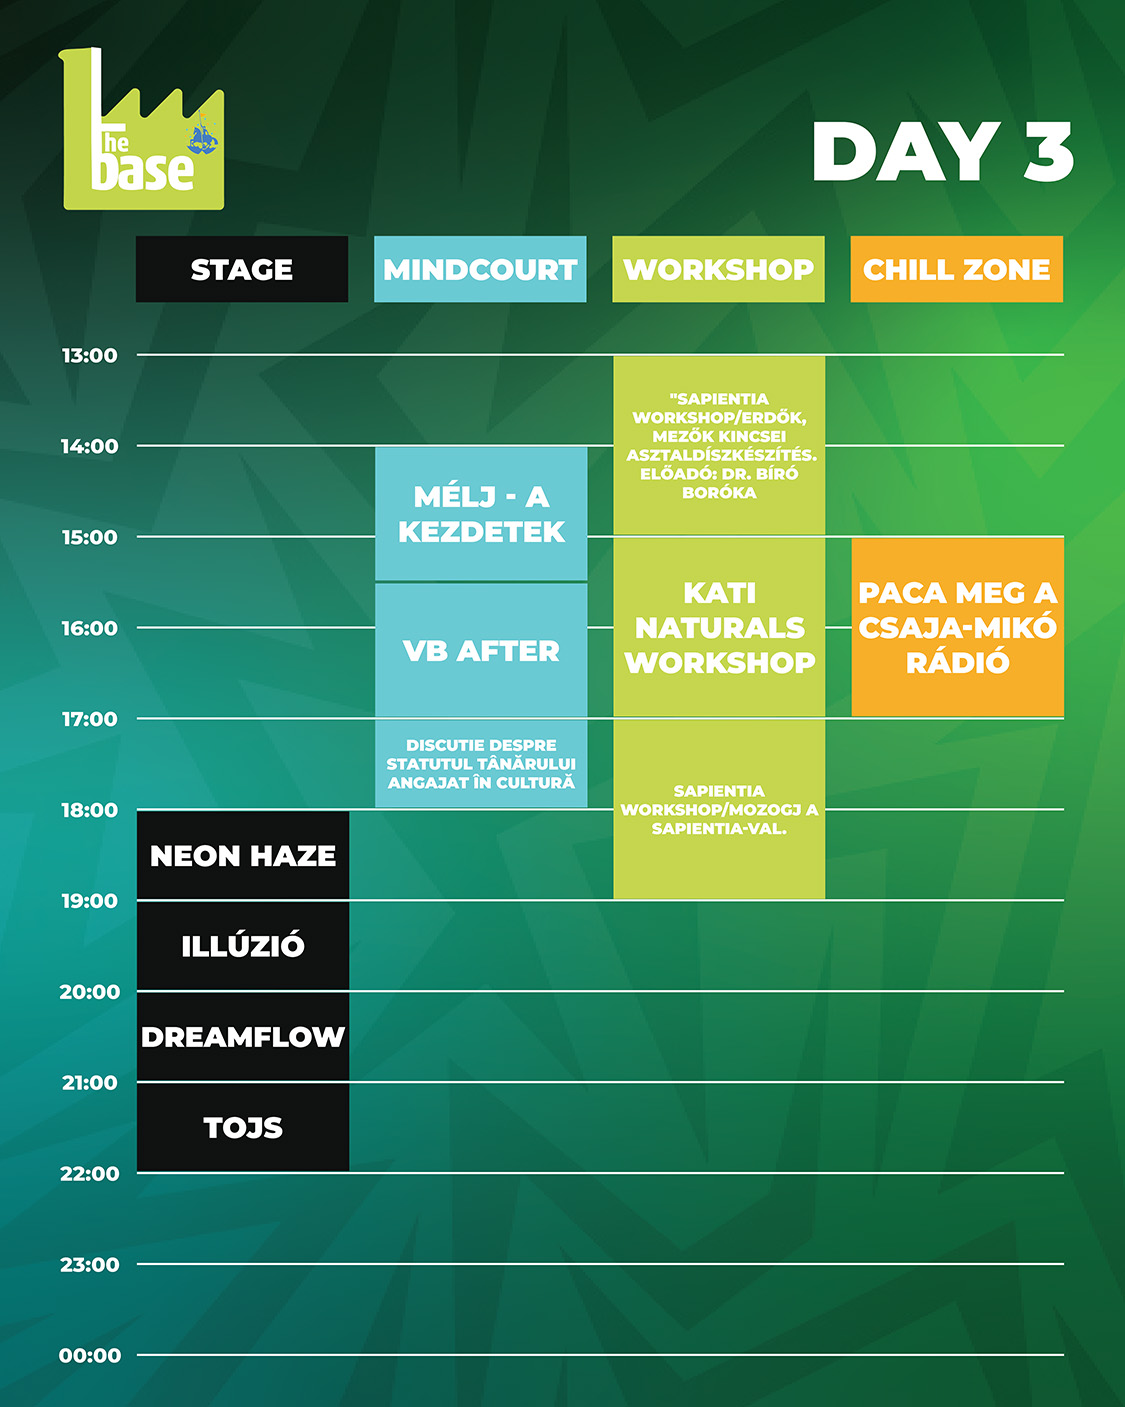 The
base
DAY 3
STAGE
MINDCOURT
WORKSHOP
CHILL ZONE
13:00
"SAPIENTIA
WORKSHOP/ERDŐK,
MEZŐK KINCSEI
ASZTALDÍSZKÉSZÍTÉS.
ELŐADÓ: DR. BÍRÓ
BORÓKA
14:00
MÉLJ - A
KEZDETEK
15:00
KATI
NATURALS
WORKSHOP
PACA MEG A
CSAJA-MIKÓ
RÁDIÓ
16:00
VB AFTER
17:00
DISCUTIE DESPRE
STATUTUL TÂNĂRULUI
ANGAJAT ÎN CULTURĂ
SAPIENTIA
WORKSHOP/MOZOGJ A
SAPIENTIA-VAL.
18:00
NEON HAZE
19:00
ILLÚZIÓ
20:00
DREAMFLOW
21:00
TOJS
22:00
23:00
00:00